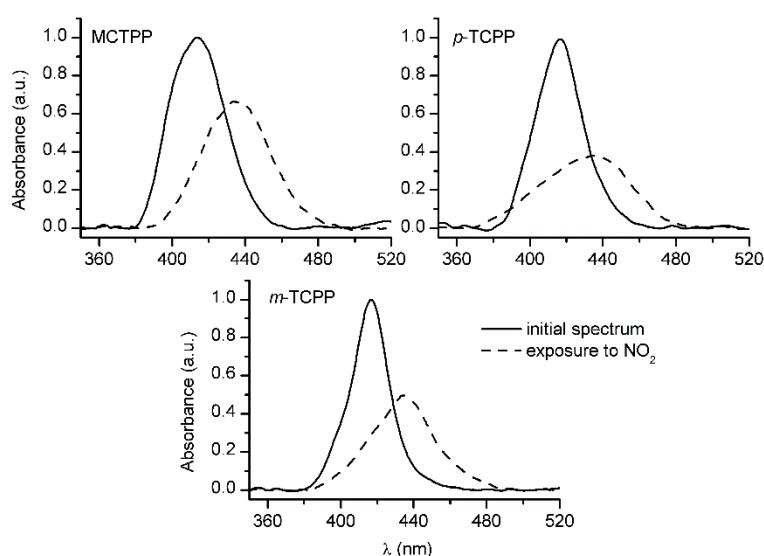 MCTPP
Absorbance (a.u.)
1.0
0.8
0.6
0.4
0.2
0.0
360 400 440 480 520
p-TCPP
Absorbance (a.u.)
1.0
0.8
0.6
0.4
0.2
0.0
360 400 440 480 520
m-TCPP
Absorbance (a.u.)
1.0
0.8
0.6
0.4
0.2
0.0
360 400 440 480 520
λ (nm)
initial spectrum
exposure to NO₂